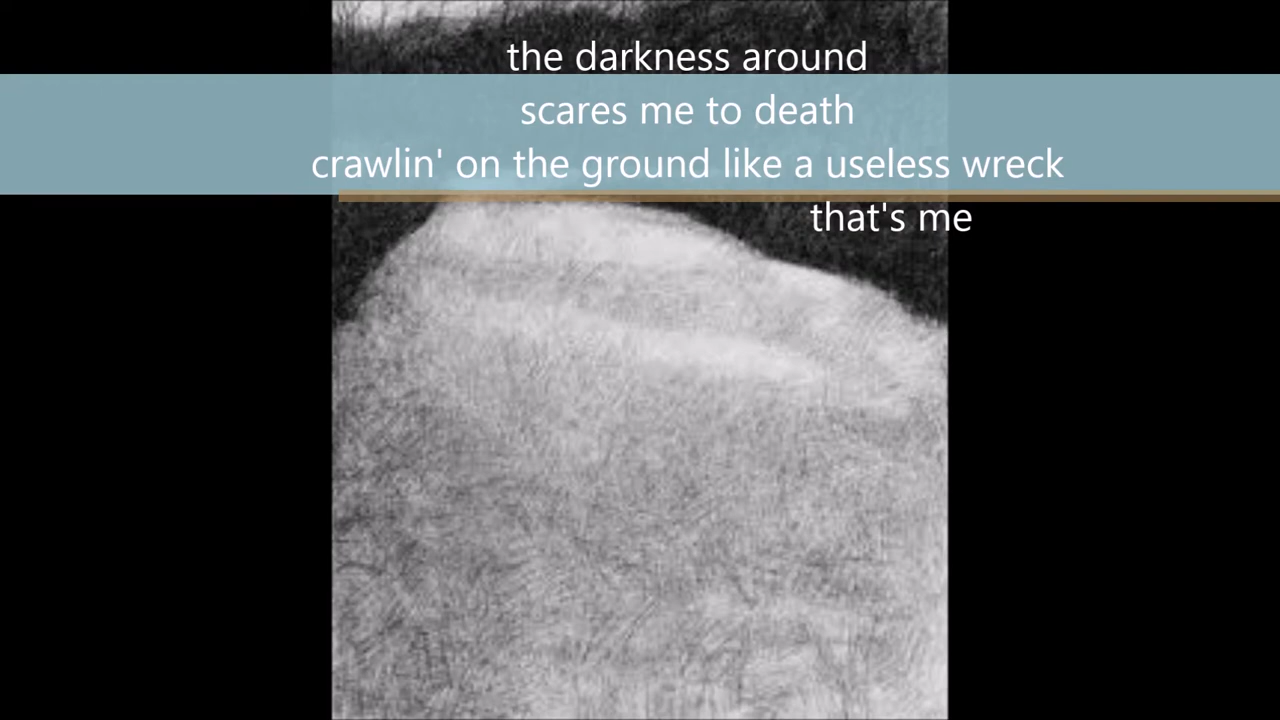 the darkness around
scares me to death
crawlin' on the ground like a useless wreck
that's me